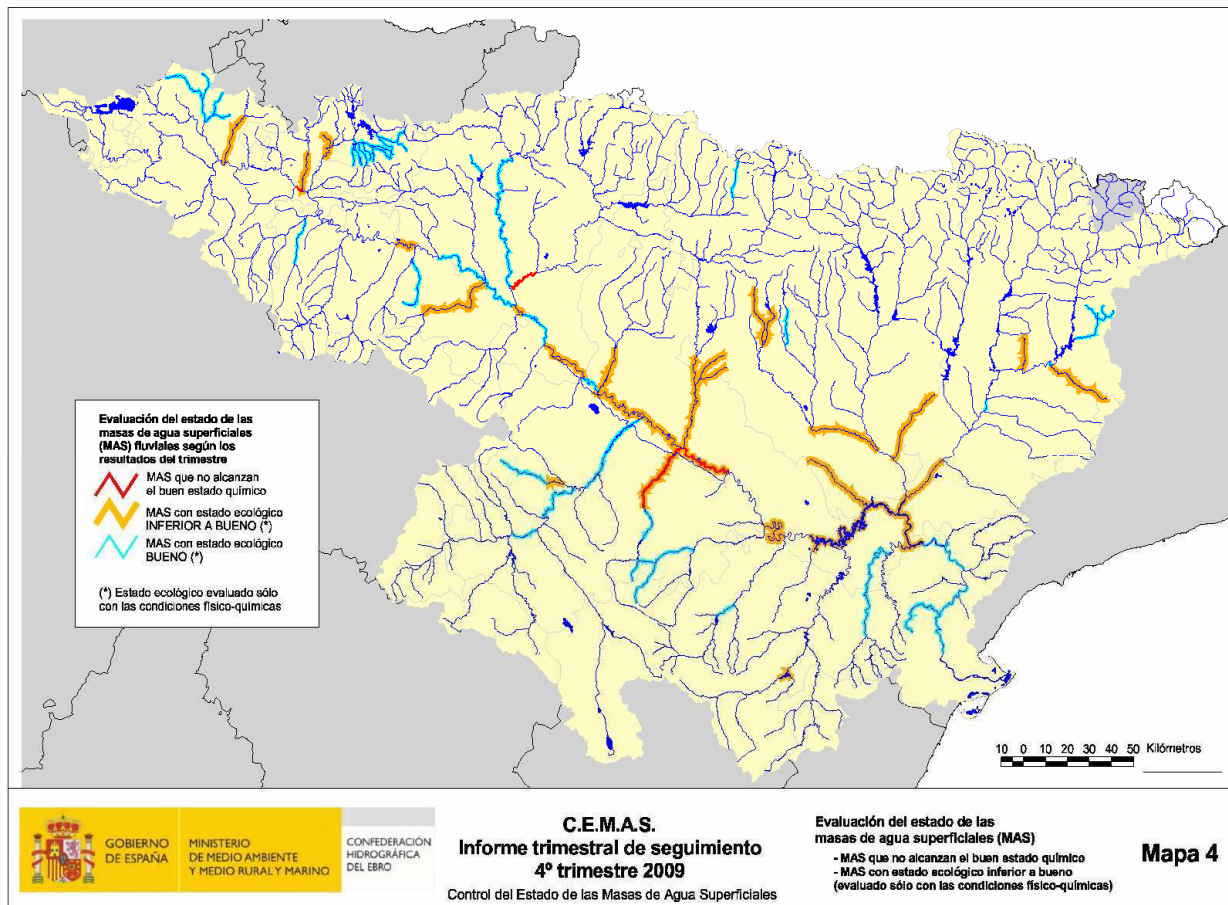 Evaluación del estado de las
masas de agua superficiales
(MAS) fluviales según los
resultados del trimestre
MAS que no alcanzan
el buen estado químico
MAS con estado ecológico
INFERIOR A BUENO (*)
MAS con estado ecológico
BUENO (*)
(*) Estado ecológico evaluado sólo
con las condiciones físico-químicas
10 0 10 20 30 40 50 Kilómetros
GOBIERNO
DE ESPAÑA
MINISTERIO
DE MEDIO AMBIENTE
Y MEDIO RURAL Y MARINO
CONFEDERACIÓN
HIDROGRÁFICA
DEL EBRO
C.E.M.A.S.
Informe trimestral de seguimiento
4º trimestre 2009
Control del Estado de las Masas de Agua Superficiales
Evaluación del estado de las
masas de agua superficiales (MAS)
- MAS que no alcanzan el buen estado químico
- MAS con estado ecológico inferior a bueno
(evaluado sólo con las condiciones físico-químicas)
Mapa 4